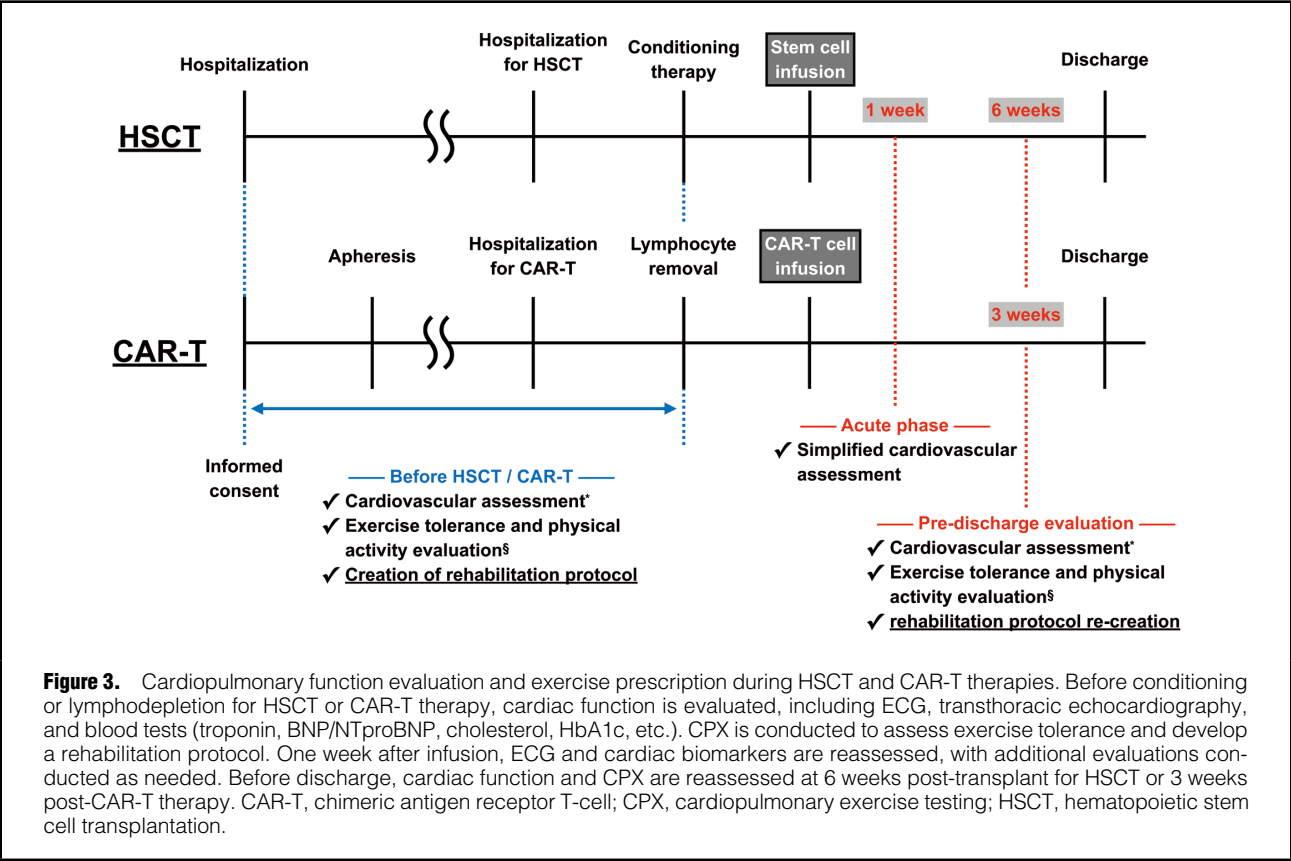 Hospitalization
Hospitalization
for HSCT
Conditioning
therapy
Stem cell
infusion
Discharge
1 week
6 weeks
HSCT
Apheresis
Hospitalization
for CAR-T
Lymphocyte
removal
CAR-T cell
infusion
Discharge
3 weeks
CAR-T
Informed
consent
Before HSCT / CAR-T
✓ Cardiovascular assessment*
✓ Exercise tolerance and physical
activity evaluation§
✓ Creation of rehabilitation protocol
Acute phase
✓ Simplified cardiovascular
assessment
Pre-discharge evaluation
✓ Cardiovascular assessment*
✓ Exercise tolerance and physical
activity evaluation§
✓ rehabilitation protocol re-creation
Figure 3. Cardiopulmonary function evaluation and exercise prescription during HSCT and CAR-T therapies. Before conditioning
or lymphodepletion for HSCT or CAR-T therapy, cardiac function is evaluated, including ECG, transthoracic echocardiography,
and blood tests (troponin, BNP/NTproBNP, cholesterol, HbA1c, etc.). CPX is conducted to assess exercise tolerance and develop
a rehabilitation protocol. One week after infusion, ECG and cardiac biomarkers are reassessed, with additional evaluations con-
ducted as needed. Before discharge, cardiac function and CPX are reassessed at 6 weeks post-transplant for HSCT or 3 weeks
post-CAR-T therapy. CAR-T, chimeric antigen receptor T-cell; CPX, cardiopulmonary exercise testing; HSCT, hematopoietic stem
cell transplantation.